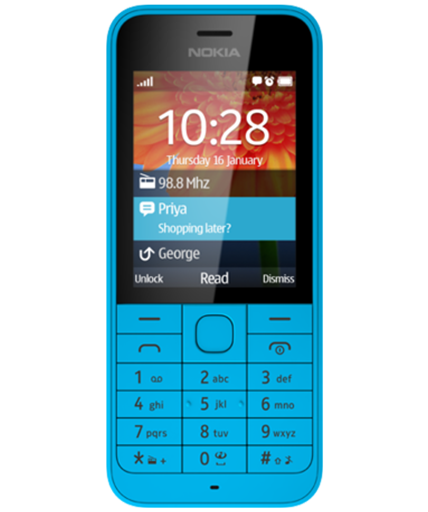 NOKIA
10:28
Thursday 16 January
98.8 Mhz
Priya
Shopping later?
George
Unlock Read Dismiss
1 2 abc 3 def
4 ghi 5 jkl 6 mno
7 pqrs 8 tuv 9 wxyz
* + 0 #